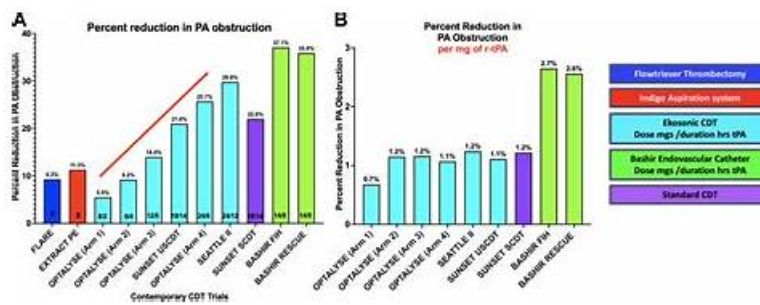 A
Percent reduction in PA obstruction
Percent Reduction in PA Obstruction
40
30
20
10
0
9.3%
11.3%
21.0%
25.7%
29.8%
22.8%
37.1%
35.9%
FLARE
EXTRACT PE
OPTALYSE (Arm 1)
OPTALYSE (Arm 2)
OPTALYSE (Arm 3)
SUNSET USCDT
OPTALYSE (Arm 4)
SEATTLE II
SUNSET SCDT
BASHIR FIH
BASHIR RESCUE
Contemporary CDT Trials
B
Percent Reduction in
PA Obstruction
per mg of r-tPA
Percent Reduction in PA Obstruction
3
2
1
0
0.7%
1.2%
1.2%
1.1%
1.2%
1.1%
1.2%
2.7%
2.6%
OPTALYSE (Arm 1)
OPTALYSE (Arm 2)
OPTALYSE (Arm 3)
OPTALYSE (Arm 4)
SEATTLE II
SUNSET USCDT
SUNSET SCDT
BASHIR FIH
BASHIR RESCUE
Flowtriever Thrombectomy
Indigo Aspiration system
Ekosonic CDT
Dose mgs /duration hrs tPA
Bashir Endovascular Catheter
Dose mgs /duration hrs tPA
Standard CDT